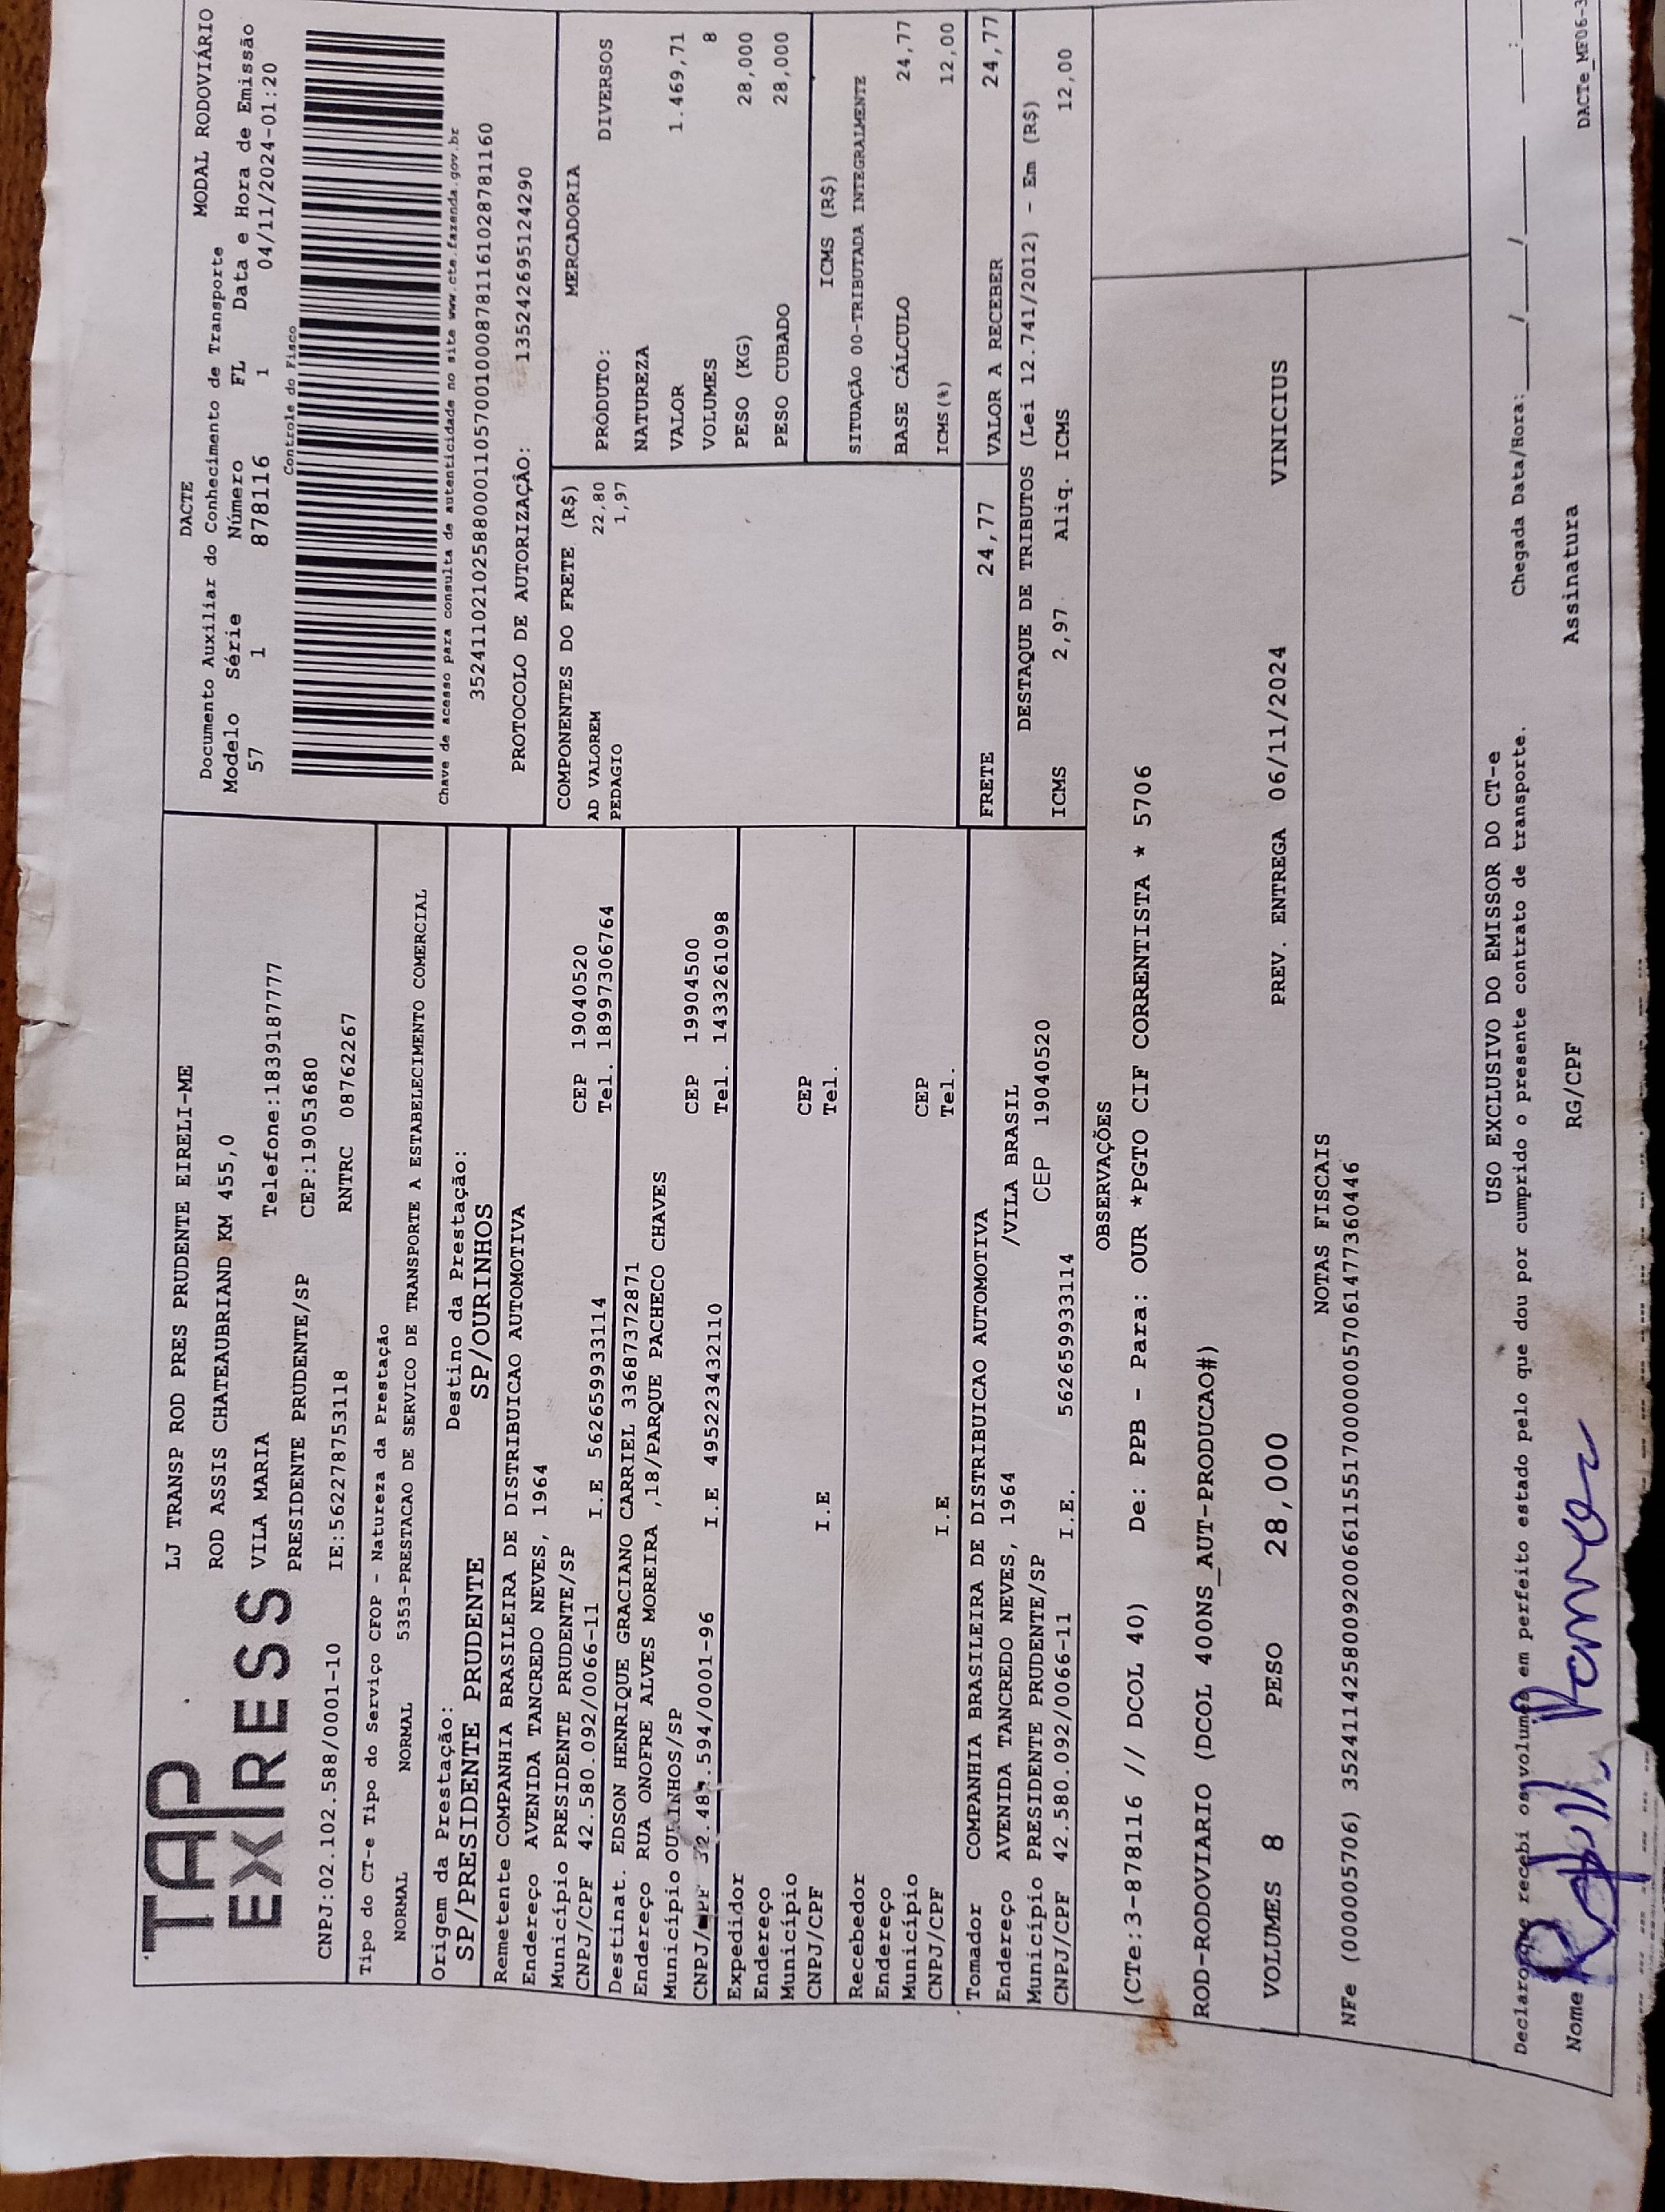 TAP
EXPRESS
LJ TRANSP ROD PRES PRUDENTE EIRELI-ME
ROD ASSIS CHATEAUBRIAND KM 455,0
VILA MARIA Telefone:1839187777
PRESIDENTE PRUDENTE/SP CEP:19053680
CNPJ:02.102.588/0001-10 IE:562278753118 RNTRC 08762267
DACTE MODAL RODOVIÁRIO
Documento Auxiliar do Conhecimento de Transporte
Modelo Série Número FL Data e Hora de Emissão
57 1 878116 1 04/11/2024-01:20
Controle do Fisco
Chave de acesso para consulta de autenticidade no site www.cte.fazenda.gov.br
35241102102588000110570010008781161028781160
PROTOCOLO DE AUTORIZAÇÃO: 135242695124290
Tipo do CT-e Tipo do Serviço CFOP - Natureza da Prestação
NORMAL NORMAL 5353-PRESTACAO DE SERVICO DE TRANSPORTE A ESTABELECIMENTO COMERCIAL
Origem da Prestação: Destino da Prestação:
SP/PRESIDENTE PRUDENTE SP/OURINHOS
Remetente COMPANHIA BRASILEIRA DE DISTRIBUICAO AUTOMOTIVA
Endereço AVENIDA TANCREDO NEVES, 1964
Município PRESIDENTE PRUDENTE/SP CEP 19040520
CNPJ/CPF 42.580.092/0066-11 I.E 562659933114 Tel. 18997306764
Destinat. EDSON HENRIQUE GRACIANO CARRIEL 33687372871
Endereço RUA ONOFRE ALVES MOREIRA ,18/PARQUE PACHECO CHAVES
Município OURINHOS/SP CEP 19904500
CNPJ/CPF .594/0001-96 I.E 495223432110 Tel. 1433261098
Expedidor
Endereço
Município CEP
CNPJ/CPF I.E Tel.
Recebedor
Endereço
Município CEP
CNPJ/CPF I.E Tel.
Tomador COMPANHIA BRASILEIRA DE DISTRIBUICAO AUTOMOTIVA
Endereço AVENIDA TANCREDO NEVES, 1964 /VILA BRASIL
Município PRESIDENTE PRUDENTE/SP CEP 19040520
CNPJ/CPF 42.580.092/0066-11 I.E. 562659933114
COMPONENTES DO FRETE (R$)
AD VALOREM 22,80
PEDAGIO 1,97
MERCADORIA
PRODUTO: DIVERSOS
NATUREZA
VALOR 1.469,71
VOLUMES 8
PESO (KG) 28,000
PESO CUBADO 28,000
ICMS (R$)
SITUAÇÃO 00-TRIBUTADA INTEGRALMENTE
BASE CÁLCULO 24,77
ICMS(%) 12,00
FRETE 24,77 VALOR A RECEBER 24,77
DESTAQUE DE TRIBUTOS (Lei 12.741/2012) - Em (R$)
ICMS 2,97 Aliq. ICMS 12,00
OBSERVAÇÕES
(CTe:3-878116 // DCOL 40) De: PPB - Para: OUR *PGTO CIF CORRENTISTA * 5706
ROD-RODOVIARIO (DCOL 400NS_AUT-PRODUCAO#)
VOLUMES 8 PESO 28,000 PREV. ENTREGA 06/11/2024 VINICIUS
NOTAS FISCAIS
NFe (000005706) 35241142580092006611551700000057061477360446
USO EXCLUSIVO DO EMISSOR DO CT-e
Declaro que recebi os volumes em perfeito estado pelo que dou por cumprido o presente contrato de transporte.
Chegada Data/Hora:____/____/____ ___:___
Nome RG/CPF Assinatura
DACTe_MF06-3